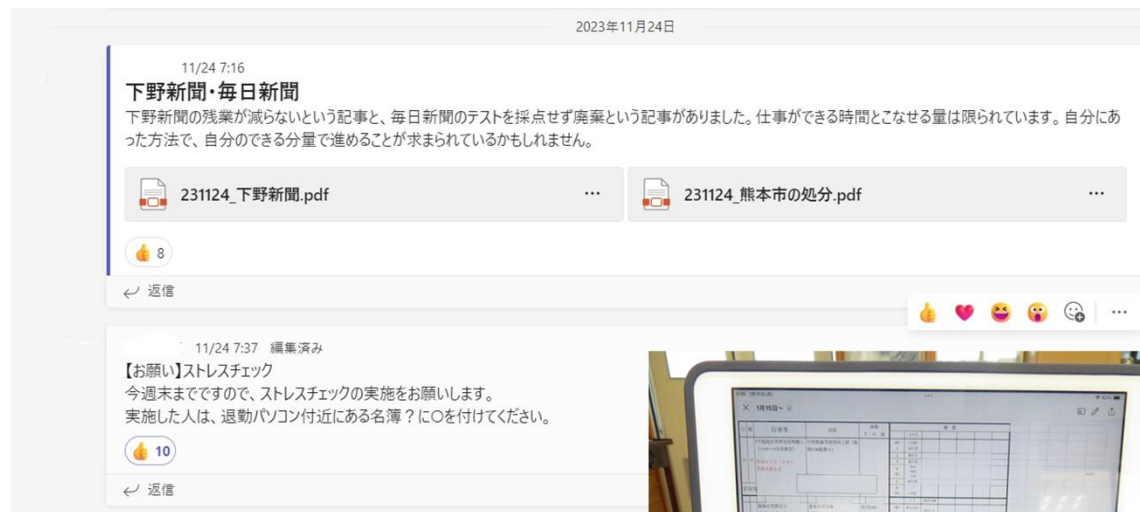 2023年11月24日
11/24 7:16
下野新聞・毎日新聞
下野新聞の残業が減らないという記事と、毎日新聞のテストを採点せず廃棄という記事がありました。仕事ができる時間とこなせる量は限られています。自分にあ
った方法で、自分のできる分量で進めることが求まられているかもしれません。
231124_下野新聞.pdf
231124_熊本市の処分.pdf
8
返信
11/24 7:37 編集済み
【お願い】ストレスチェック
今週末までですので、ストレスチェックの実施をお願いします。
実施した人は、退勤パソコン付近にある名簿？に○を付けてください。
10
返信
1月15日~
行事等